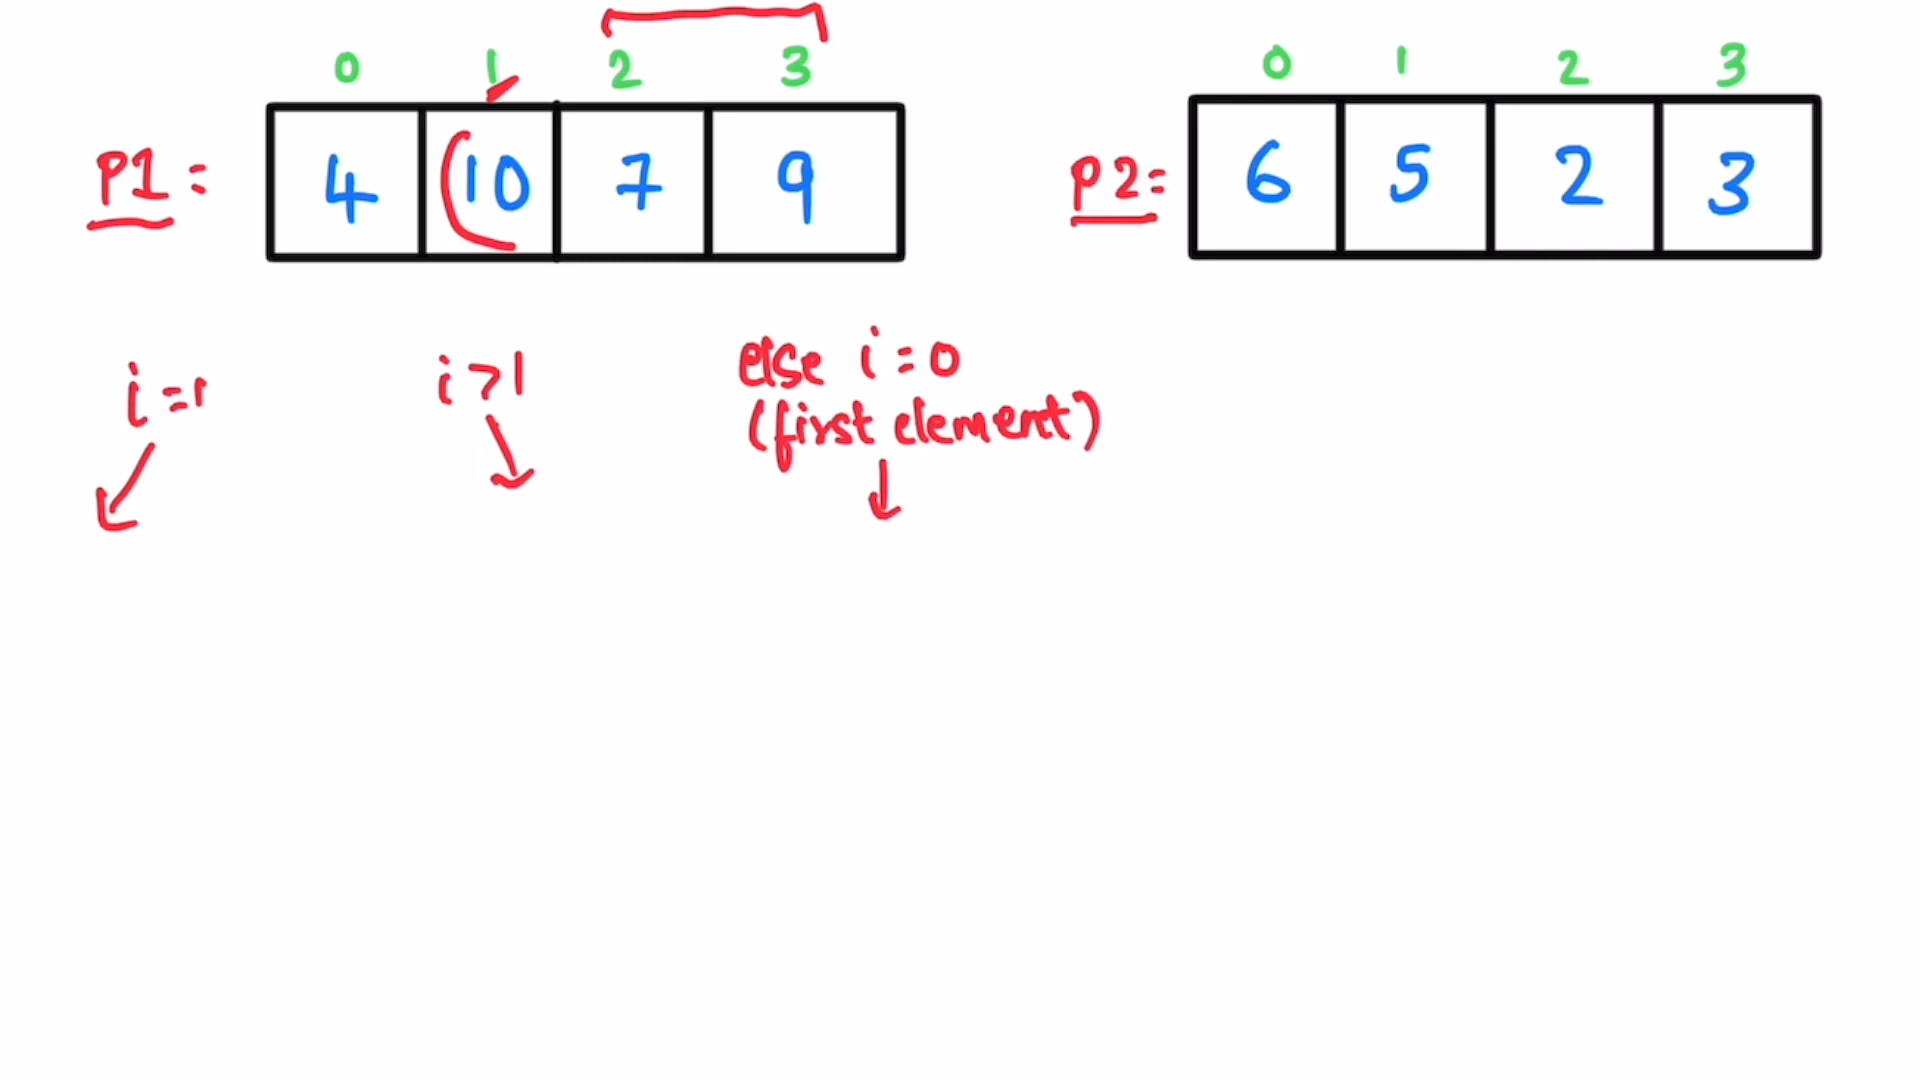 0 1 2 3
P1 = 4 10 7 9
0 1 2 3
P2 = 6 5 2 3
i = 1
i > 1
else i = 0
(first element)